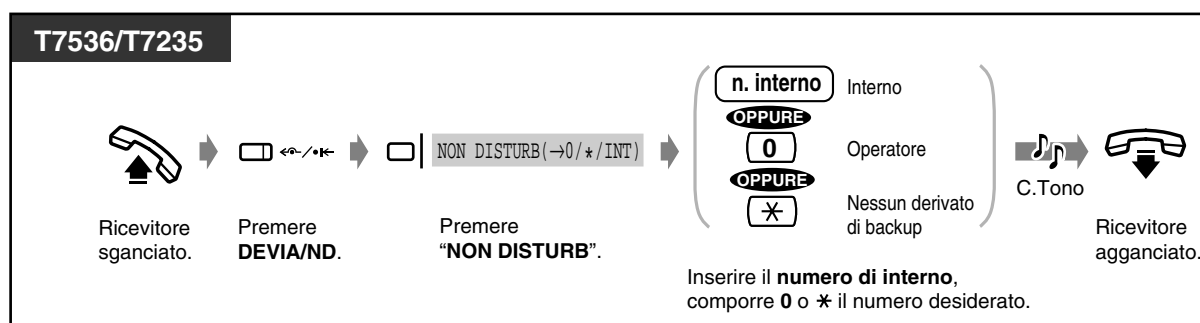 T7536/T7235
Ricevitore
sganciato.
Premere
DEVIA/ND.
NON DISTURB(→0/*/INT)
Premere
“NON DISTURB”.
n. interno Interno
OPPURE
0 Operatore
OPPURE
* Nessun derivato
di backup
Inserire il numero di interno,
comporre 0 o * il numero desiderato.
C.Tono
Ricevitore
agganciato.